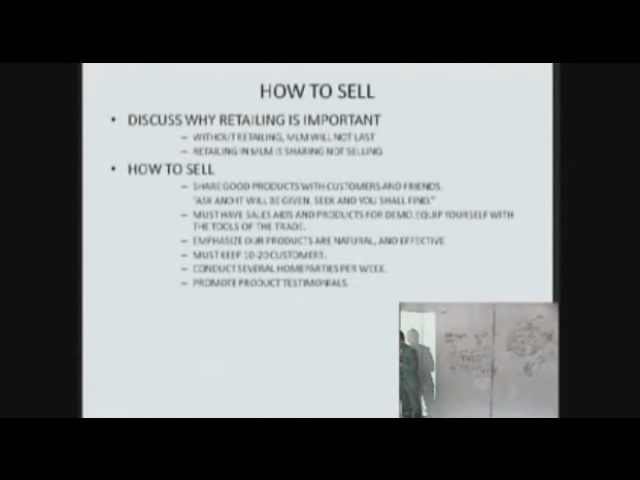 HOW TO SELL
• DISCUSS WHY RETAILING IS IMPORTANT
– WITHOUT RETAILING, MLM WILL NOT LAST
– RETAILING IN MLM IS SHARING NOT SELLING.
• HOW TO SELL
– SHARE GOOD PRODUCTS WITH CUSTOMERS AND FRIENDS.
"ASK AND IT WILL BE GIVEN, SEEK AND YOU SHALL FIND."
– MUST HAVE SALES AIDS AND PRODUCTS FOR DEMO.EQUIP YOURSELF WITH
THE TOOLS OF THE TRADE.
– EMPHASIZE OUR PRODUCTS ARE NATURAL, AND EFFECTIVE
– MUST KEEP 10-20 CUSTOMERS.
– CONDUCT SEVERAL HOMEPARTIES PER WEEK.
– PROMOTE PRODUCT TESTIMONIALS.